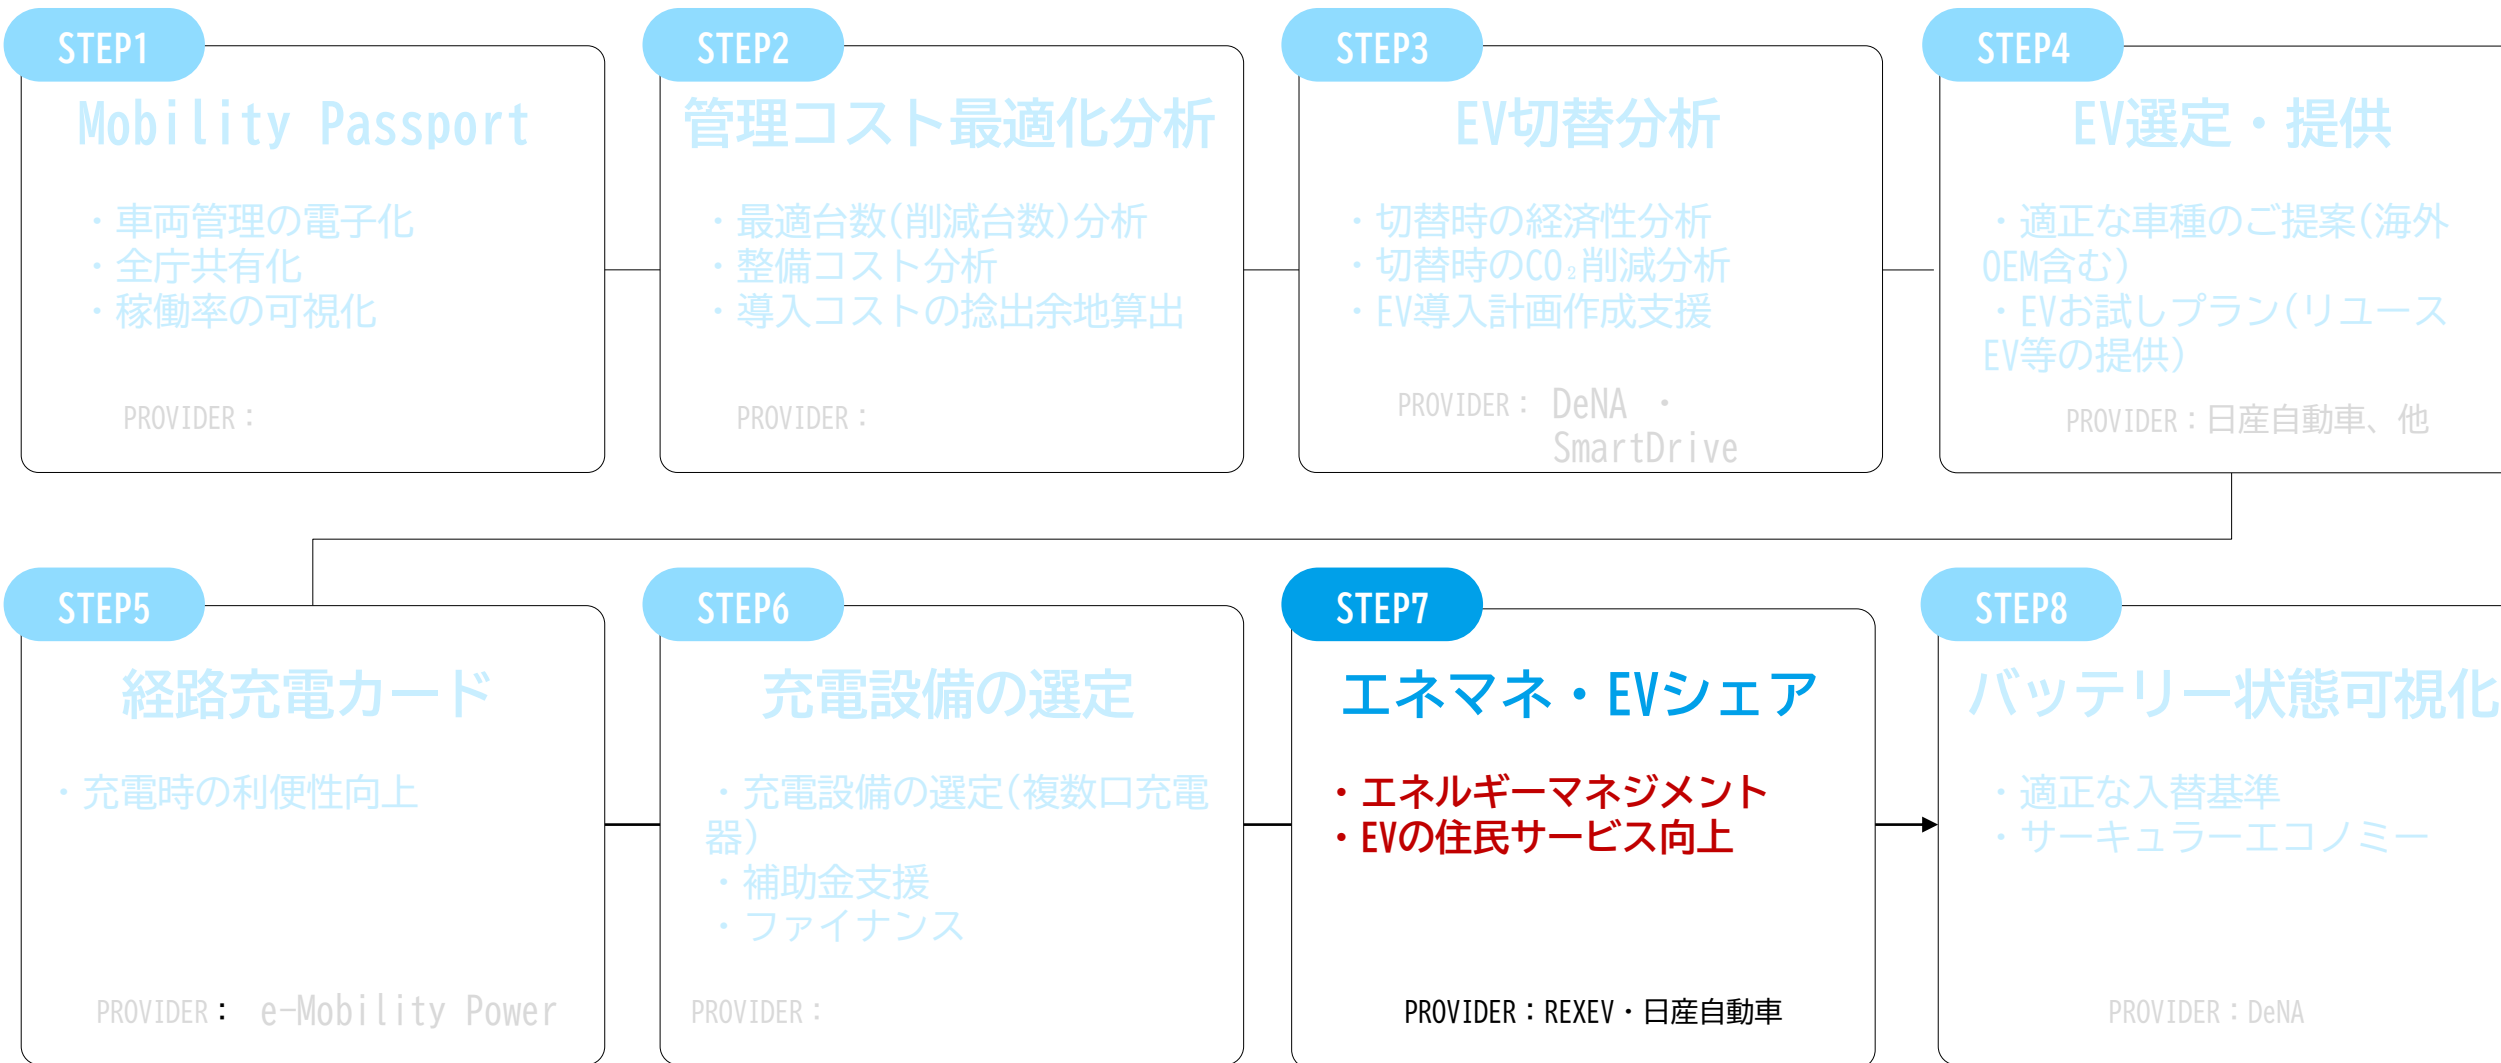 STEP1
Mobility Passport
・車両管理の電子化
・全庁共有化
・稼働率の可視化
PROVIDER：
STEP2
管理コスト最適化分析
・最適台数(削減台数)分析
・整備コスト分析
・導入コストの捻出余地算出
PROVIDER：
STEP3
EV切替分析
・切替時の経済性分析
・切替時のCO₂削減分析
・EV導入計画作成支援
PROVIDER： DeNA ・
SmartDrive
STEP4
EV選定・提供
・適正な車種のご提案(海外
OEM含む)
・EVお試しプラン(リユース
EV等の提供)
PROVIDER：日産自動車、他
STEP5
経路充電カード
・充電時の利便性向上
PROVIDER： e-Mobility Power
STEP6
充電設備の選定
・充電設備の選定(複数口充電
器)
・補助金支援
・ファイナンス
PROVIDER：
STEP7
エネマネ・EVシェア
・エネルギーマネジメント
・EVの住民サービス向上
PROVIDER：REXEV・日産自動車
STEP8
バッテリー状態可視化
・適正な入替基準
・サーキュラーエコノミー
PROVIDER：DeNA